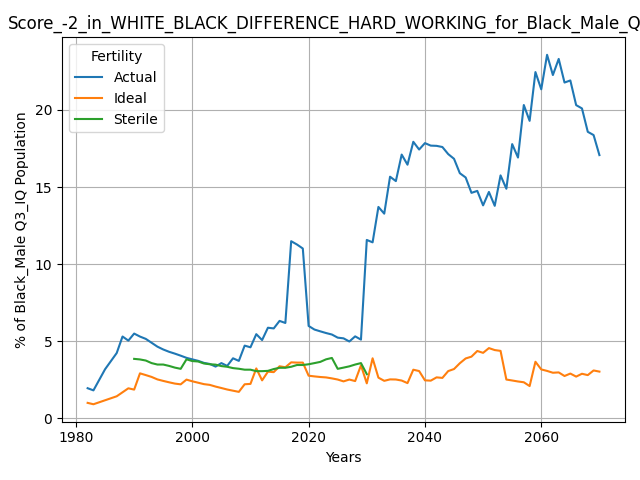 Score_-2_in_WHITE_BLACK_DIFFERENCE_HARD_WORKING_for_Black_Male_Q
Fertility
Actual
Ideal
Sterile
% of Black_Male Q3_IQ Population
20
15
10
5
0
1980
2000
2020
2040
2060
Years